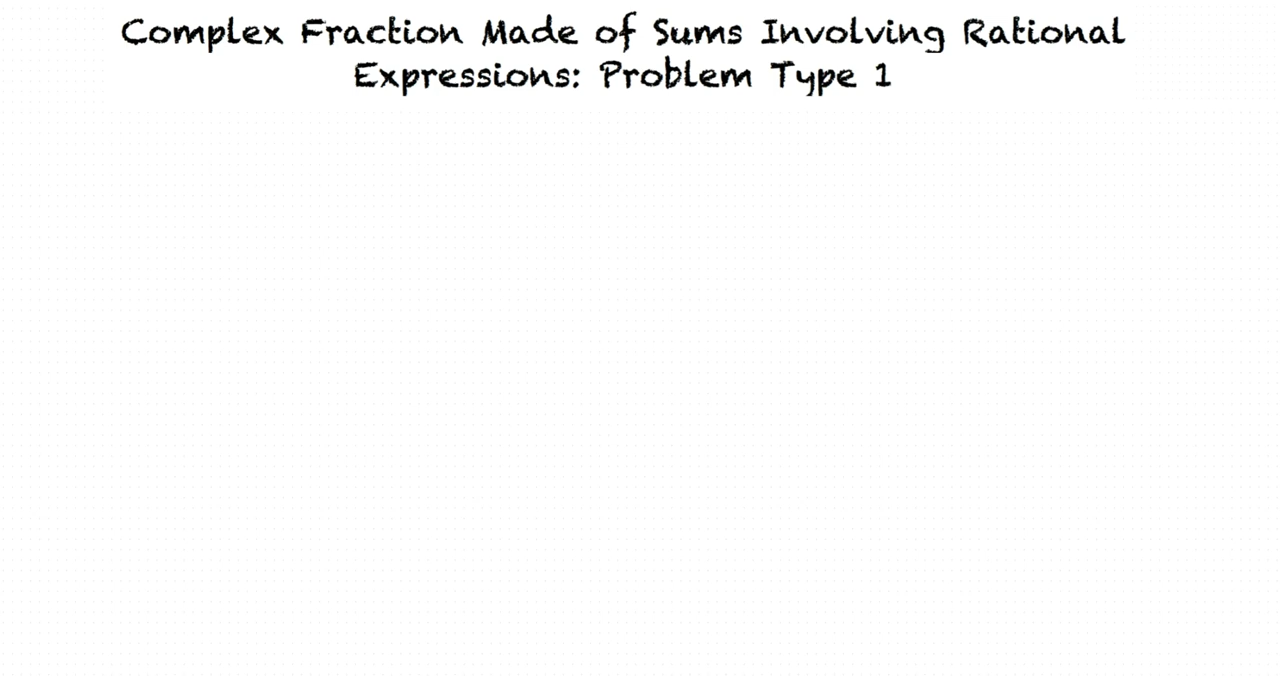 Complex Fraction Made of Sums Involving Rational
Expressions: Problem Type 1